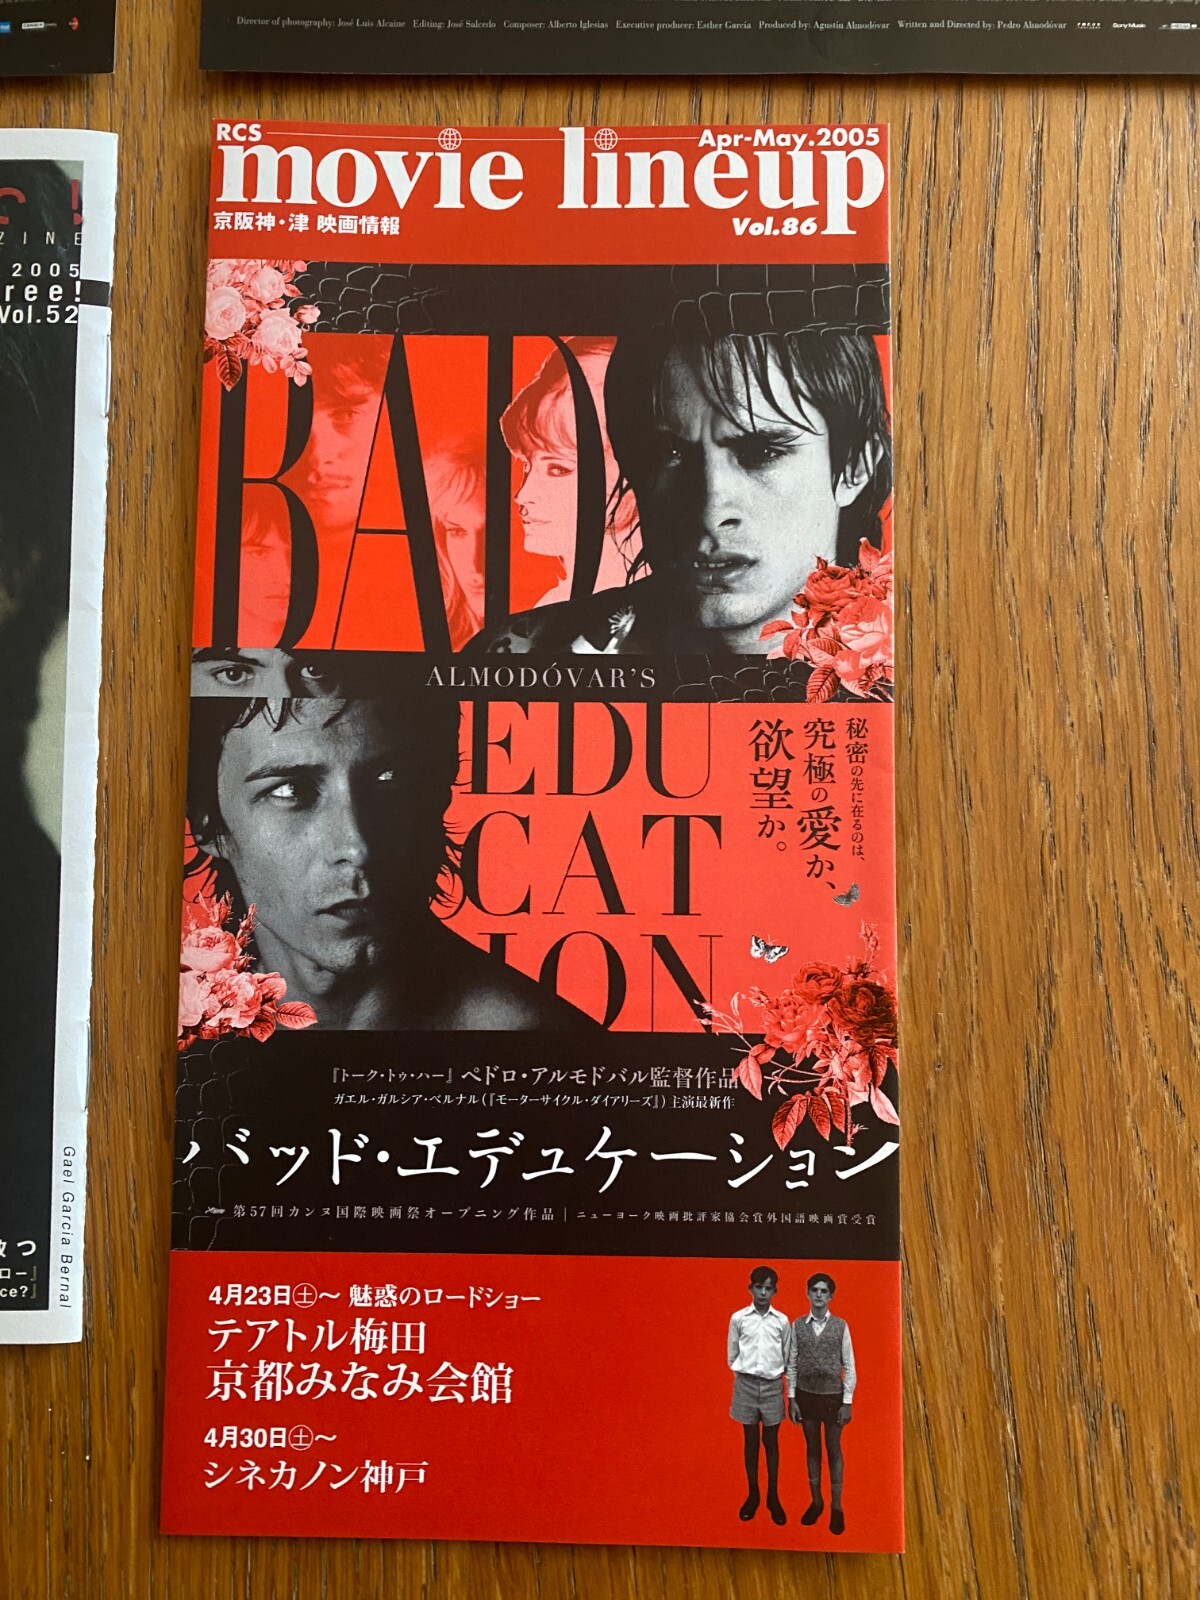 Director of photography: José Luis Alcaine Editing: José Salcedo Composer: Alberto Iglesias Executive producer: Esther García Produced by: Agustín Almodóvar Written and Directed by: Pedro Almodóvar
Sony Music
RCS
Apr-May.2005
movie lineup
京阪神・津 映画情報
Vol.86
BAD
ALMODÓVAR'S
EDU
CAT
ION
秘密の先に在るのは、
究極の愛か、
欲望か。
『トーク・トゥ・ハー』ペドロ・アルモドバル監督作品
ガエル・ガルシア・ベルナル(『モーターサイクル・ダイアリーズ』)主演最新作
バッド・エデュケーション
第57回カンヌ国際映画祭オープニング作品 | ニューヨーク映画批評家協会賞外国語映画賞受賞
4月23日㊏〜 魅惑のロードショー
テアトル梅田
京都みなみ会館
4月30日㊏〜
シネカノン神戸
ZINE
2005
ree!
Vol.52
Gael Garcia Bernal
つ
ロー』
ce?』